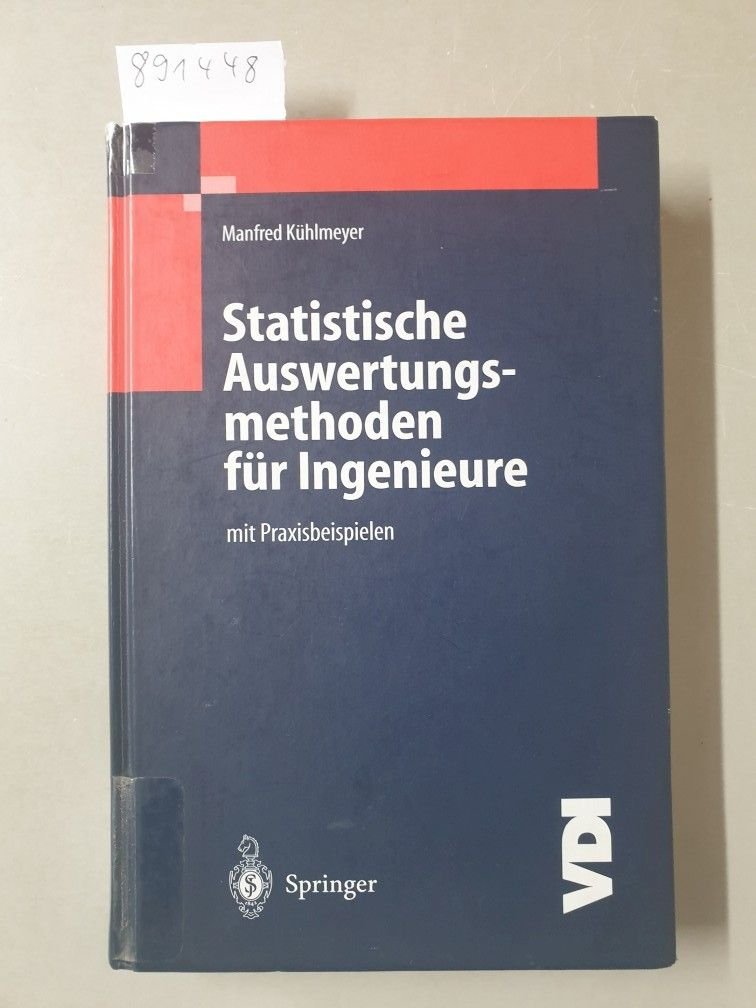 891448
Manfred Kühlmeyer
Statistische
Auswertungs-
methoden
für Ingenieure
mit Praxisbeispielen
Springer
VDI